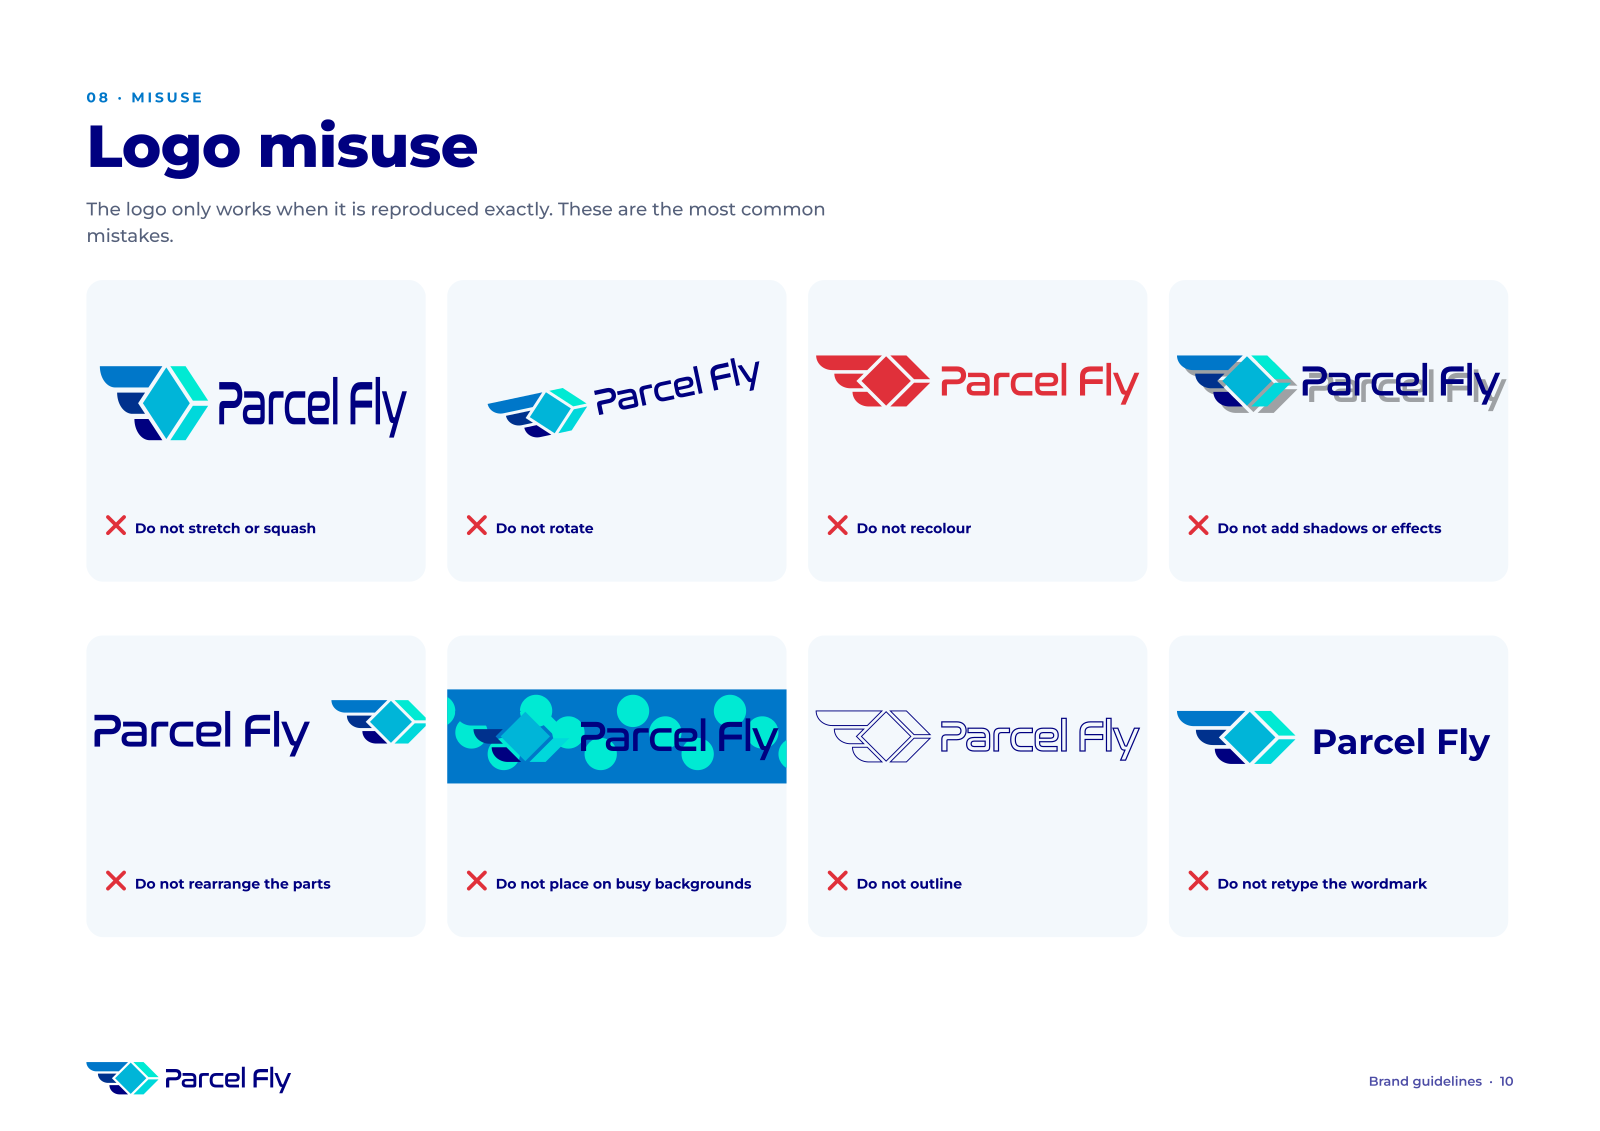 08 · MISUSE
Logo misuse
The logo only works when it is reproduced exactly. These are the most common
mistakes.
Parcel Fly
Parcel Fly
Parcel Fly
Parcel Fly
Do not stretch or squash
Do not rotate
Do not recolour
Do not add shadows or effects
Parcel Fly
Parcel Fly
Parcel Fly
Parcel Fly
Do not rearrange the parts
Do not place on busy backgrounds
Do not outline
Do not retype the wordmark
Parcel Fly
Brand guidelines · 10